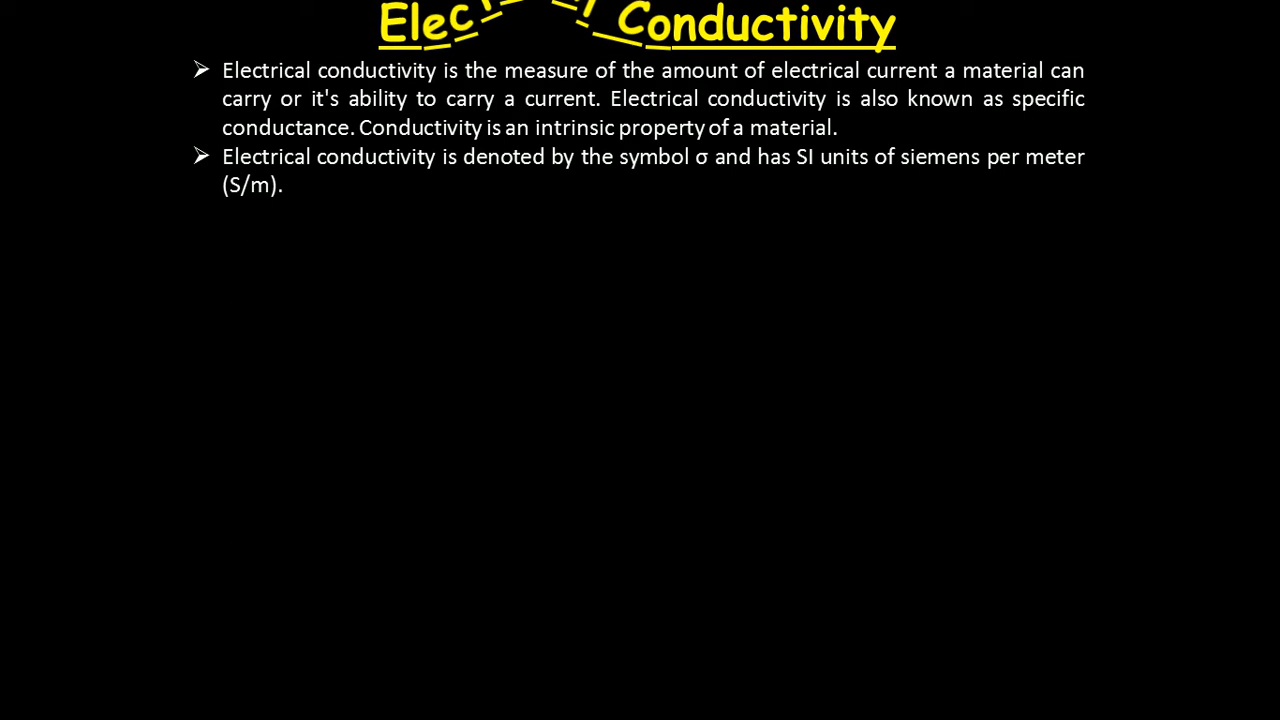 Conductivity
➢ Electrical conductivity is the measure of the amount of electrical current a material can
carry or it's ability to carry a current. Electrical conductivity is also known as specific
conductance. Conductivity is an intrinsic property of a material.
➢ Electrical conductivity is denoted by the symbol σ and has SI units of siemens per meter
(S/m).